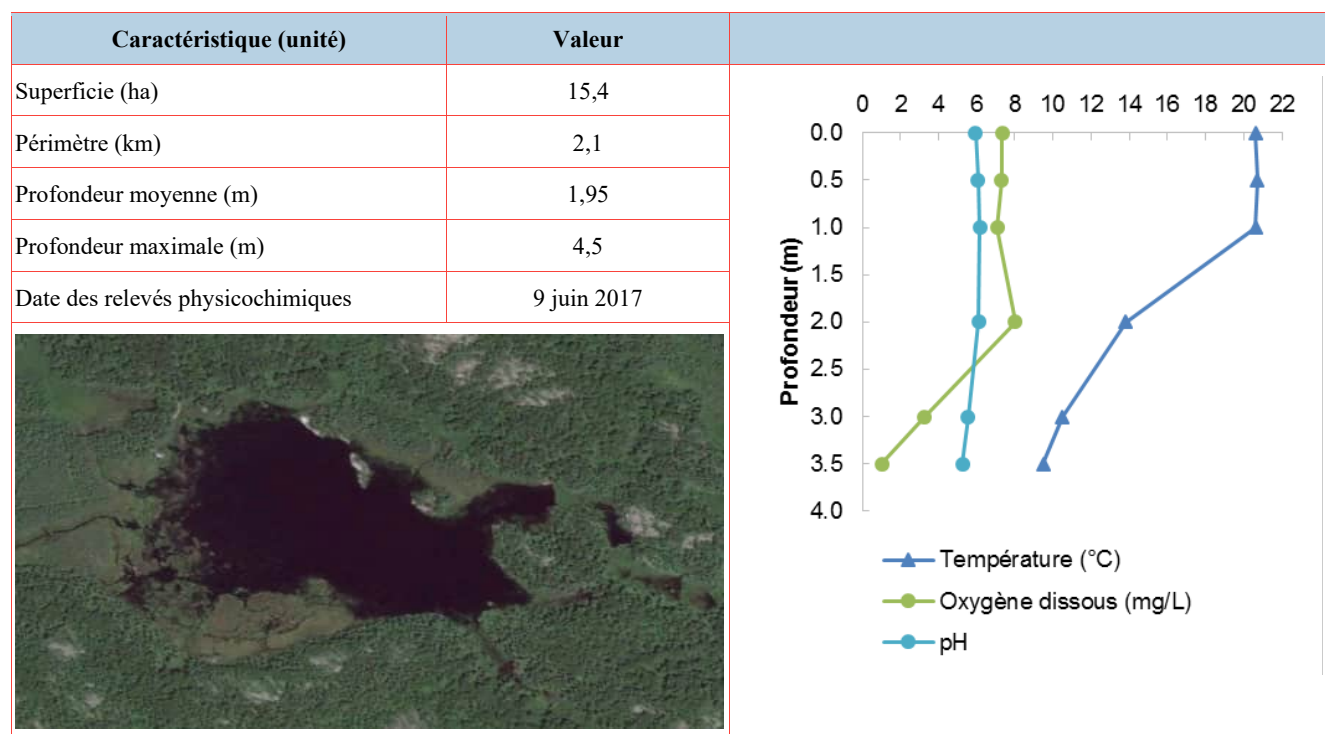 Caractéristique (unité) Valeur
Superficie (ha) 15,4
Périmètre (km) 2,1
Profondeur moyenne (m) 1,95
Profondeur maximale (m) 4,5
Date des relevés physicochimiques 9 juin 2017
0 2 4 6 8 10 12 14 16 18 20 22
0.0
0.5
1.0
1.5
2.0
2.5
3.0
3.5
4.0
Profondeur (m)
Température (°C)
Oxygène dissous (mg/L)
pH